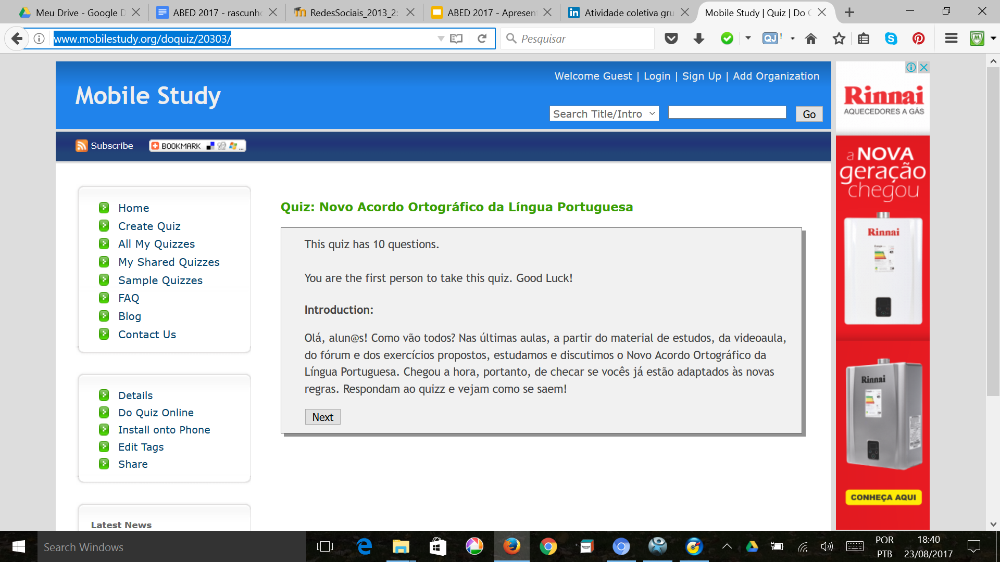 Meu Drive - Google D
ABED 2017 - rascunho
RedesSociais_2013_2:
ABED 2017 - Apresen
Atividade coletiva gru
Mobile Study | Quiz | Do
www.mobilestudy.org/doquiz/20303/
Pesquisar
QJ !
Welcome Guest | Login | Sign Up | Add Organization
Mobile Study
Search Title/Intro
Go
Subscribe
BOOKMARK ...
Home
Create Quiz
All My Quizzes
My Shared Quizzes
Sample Quizzes
FAQ
Blog
Contact Us
Details
Do Quiz Online
Install onto Phone
Edit Tags
Share
Latest News
Quiz: Novo Acordo Ortográfico da Língua Portuguesa
This quiz has 10 questions.
You are the first person to take this quiz. Good Luck!
Introduction:
Olá, alun@s! Como vão todos? Nas últimas aulas, a partir do material de estudos, da videoaula,
do fórum e dos exercícios propostos, estudamos e discutimos o Novo Acordo Ortográfico da
Língua Portuguesa. Chegou a hora, portanto, de checar se vocês já estão adaptados às novas
regras. Respondam ao quizz e vejam como se saem!
Next
Rinnai
AQUECEDORES A GÁS
a NOVA
geração
chegou
Rinnai
Rinnai
CONHEÇA AQUI
Search Windows
POR
PTB
18:40
23/08/2017